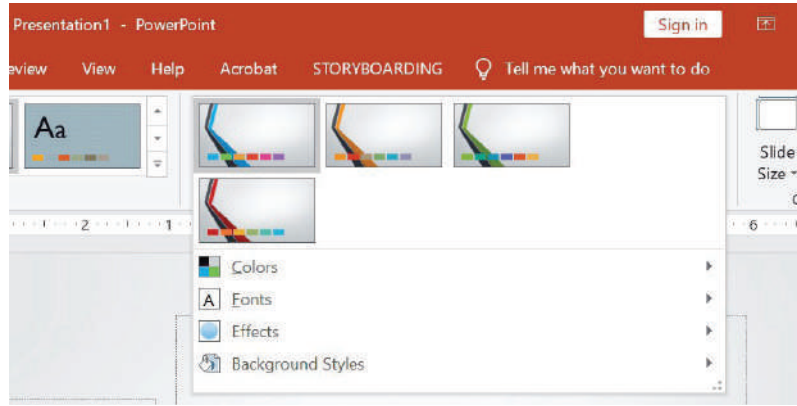 Presentation1 - PowerPoint
Sign in
eview View Help Acrobat STORYBOARDING Tell me what you want to do
Aa
Slide
Size
2 1 6
Colors
A Fonts
Effects
Background Styles